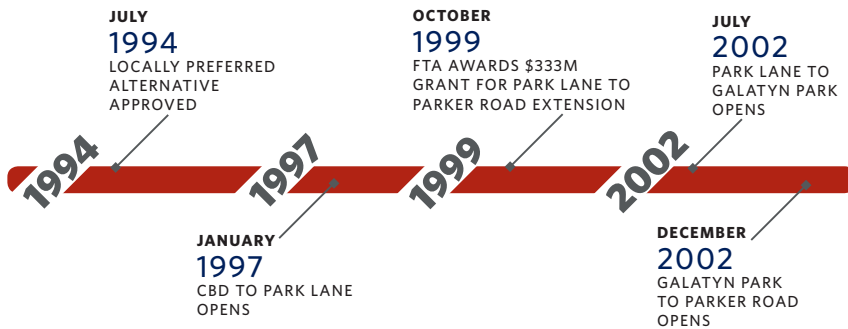 JULY
1994
LOCALLY PREFERRED
ALTERNATIVE
APPROVED
OCTOBER
1999
FTA AWARDS $333M
GRANT FOR PARK LANE TO
PARKER ROAD EXTENSION
JULY
2002
PARK LANE TO
GALATYN PARK
OPENS
1994
1997
1999
2002
JANUARY
1997
CBD TO PARK LANE
OPENS
DECEMBER
2002
GALATYN PARK
TO PARKER ROAD
OPENS